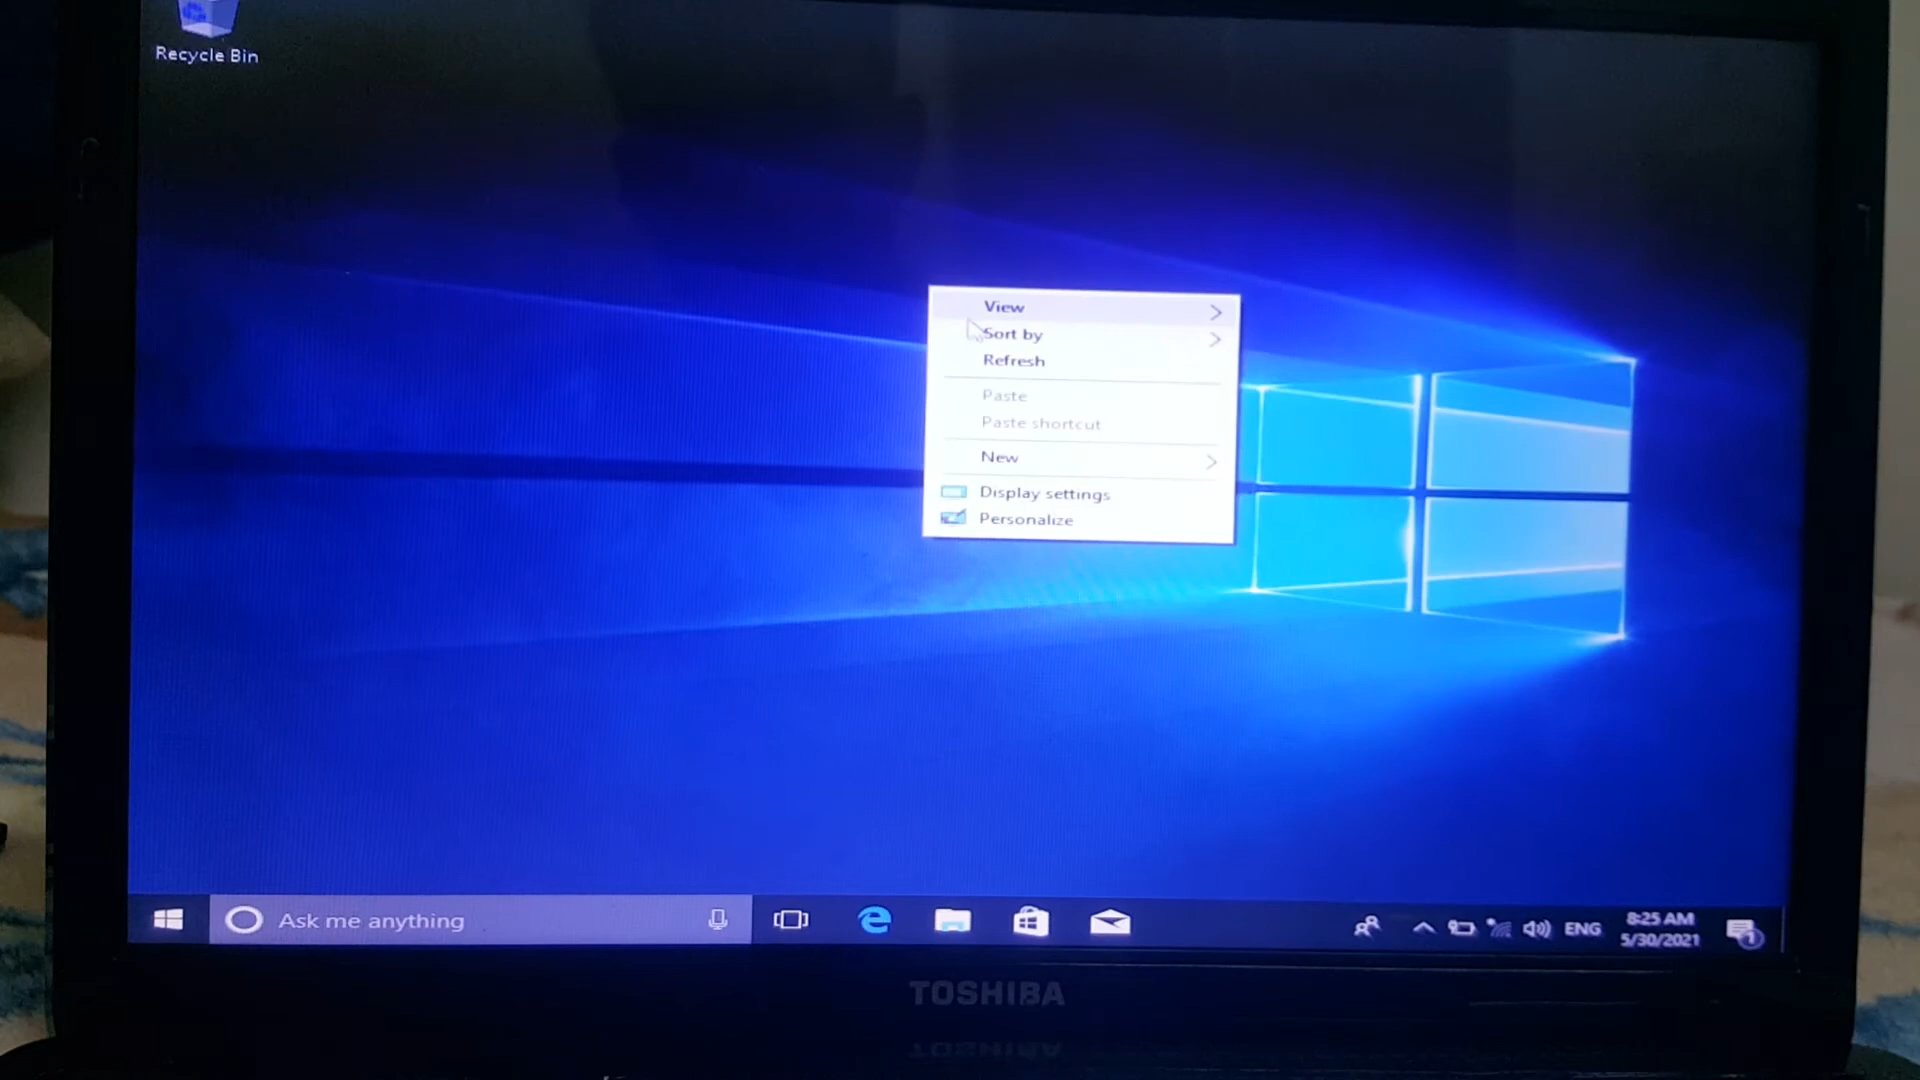 Recycle Bin
View
Sort by
Refresh
Paste
Paste shortcut
New
Display settings
Personalize
Ask me anything
ENG
8:25 AM
5/30/2021
1
TOSHIBA